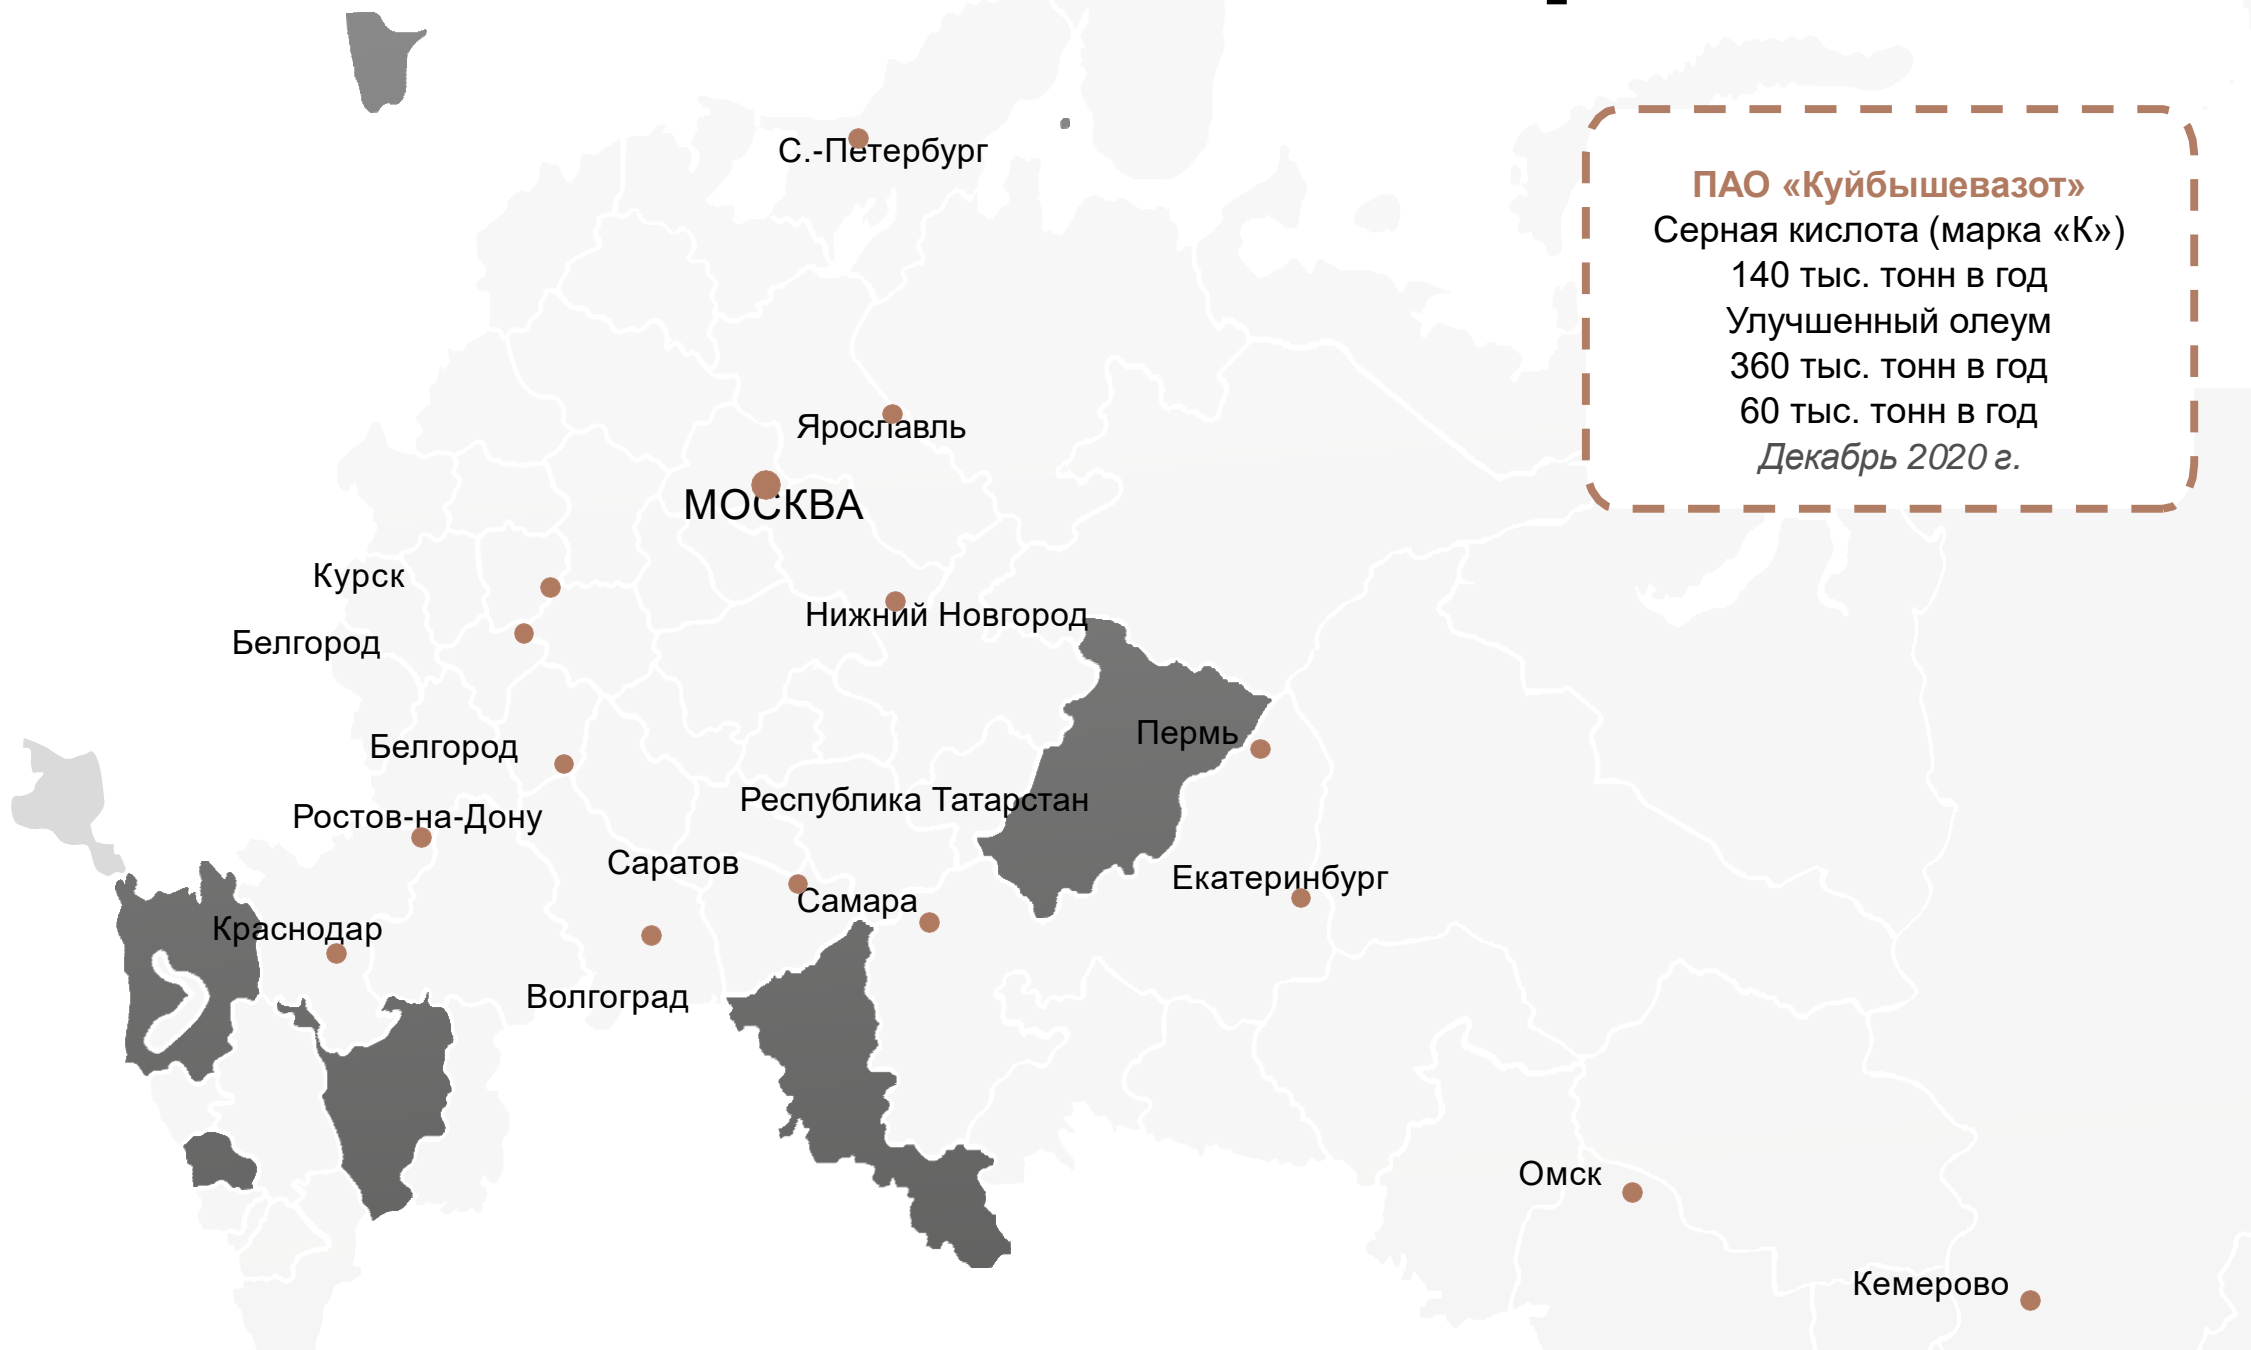 С.-Петербург
ПАО «Куйбышевазот»
Серная кислота (марка «К»)
140 тыс. тонн в год
Улучшенный олеум
360 тыс. тонн в год
60 тыс. тонн в год
Декабрь 2020 г.
Ярославль
МОСКВА
Курск
Нижний Новгород
Белгород
Пермь
Белгород
Республика Татарстан
Ростов-на-Дону
Саратов
Екатеринбург
Самара
Краснодар
Волгоград
Омск
Кемерово